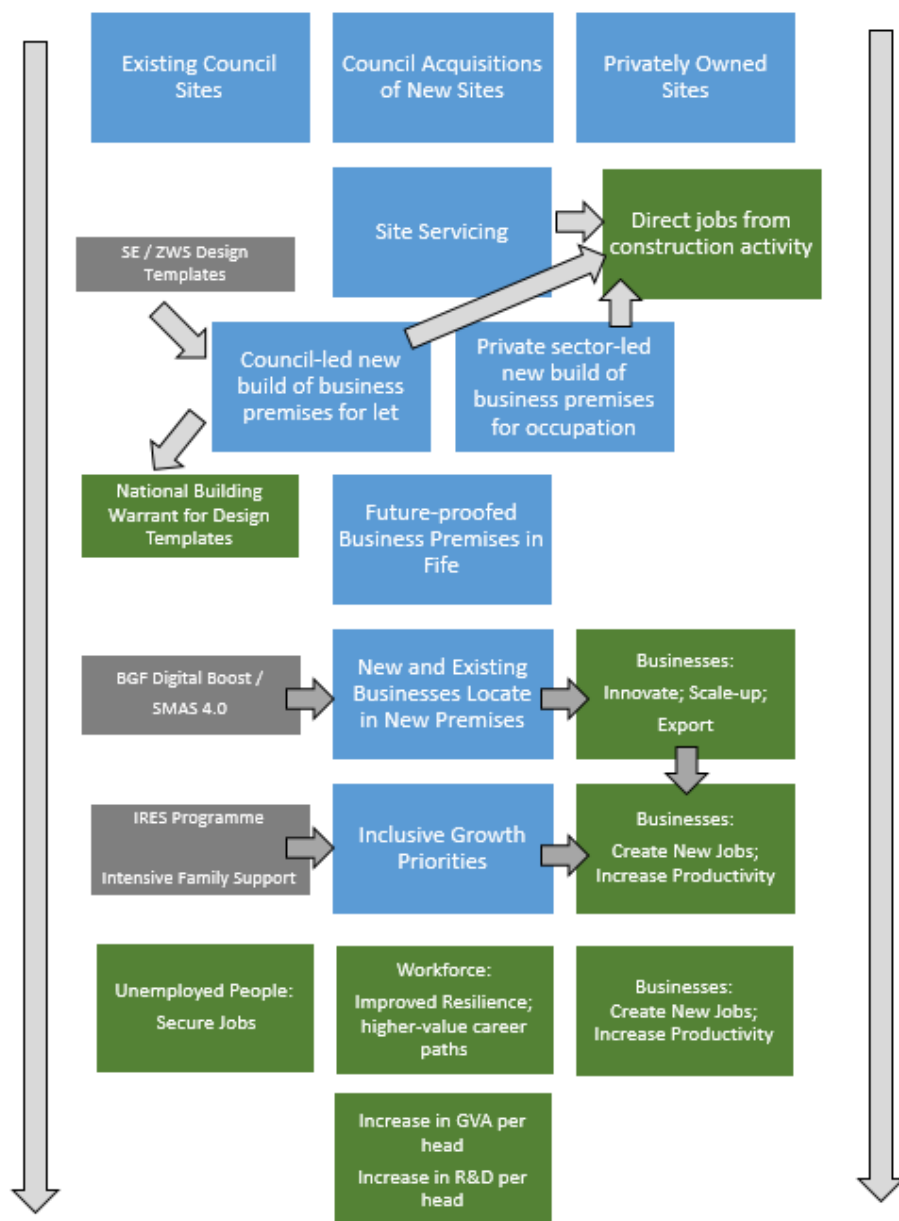 Existing Council
Sites
Council Acquisitions
of New Sites
Privately Owned
Sites
Site Servicing
Direct jobs from
construction activity
SE / ZWS Design
Templates
Council-led new
build of business
premises for let
Private sector-led
new build of
business premises
for occupation
National Building
Warrant for Design
Templates
Future-proofed
Business Premises in
Fife
BGF Digital Boost /
SMAS 4.0
New and Existing
Businesses Locate
in New Premises
Businesses:
Innovate; Scale-up;
Export
IRES Programme
Intensive Family Support
Inclusive Growth
Priorities
Businesses:
Create New Jobs;
Increase Productivity
Unemployed People:
Secure Jobs
Workforce:
Improved Resilience;
higher-value career
paths
Businesses:
Create New Jobs;
Increase Productivity
Increase in GVA per
head
Increase in R&D per
head